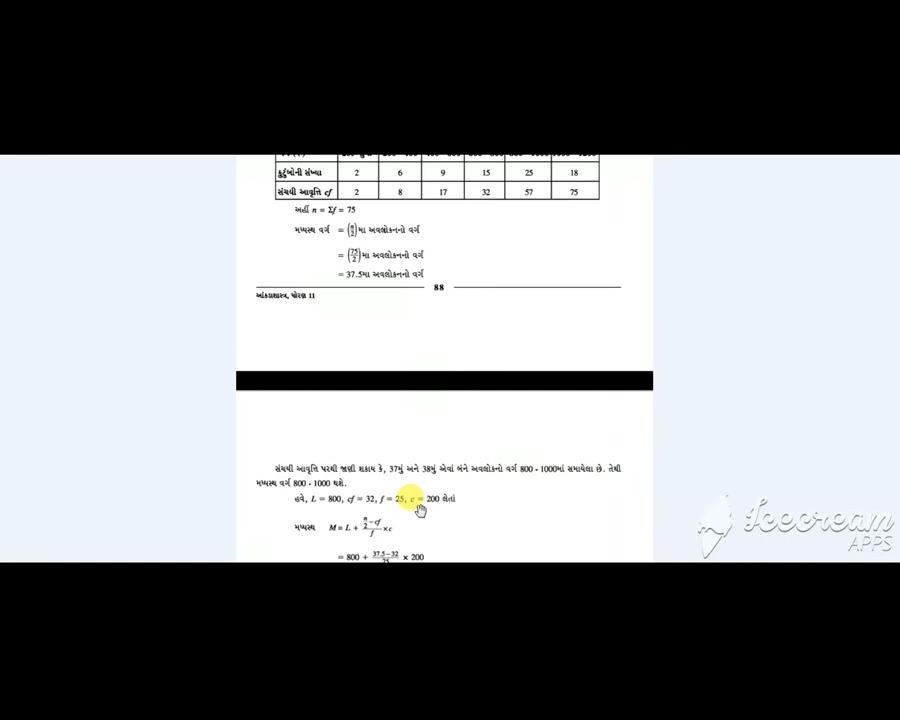 કુટુંબોની સંખ્યા 2 6 9 15 25 18
સંચયી આવૃત્તિ cf 2 8 17 32 57 75
અહીં n = Σf = 75
મધ્યસ્થ વર્ગ = (n/2)મા અવલોકનનો વર્ગ
= (75/2)મા અવલોકનનો વર્ગ
= 37.5મા અવલોકનનો વર્ગ
88
આંકડાશાસ્ત્ર, ધોરણ 11
સંચયી આવૃત્તિ પરથી જાણી શકાય કે, 37મું અને 38મું એવાં બંને અવલોકનો વર્ગ 800 - 1000માં સમાયેલા છે. તેથી
મધ્યસ્થ વર્ગ 800 - 1000 થશે.
હવે, L = 800, cf = 32, f = 25, c = 200 લેતાં
મધ્યસ્થ M = L + (n/2 - cf)/f × c
= 800 + (37.5 - 32)/25 × 200
Icecream
APPS